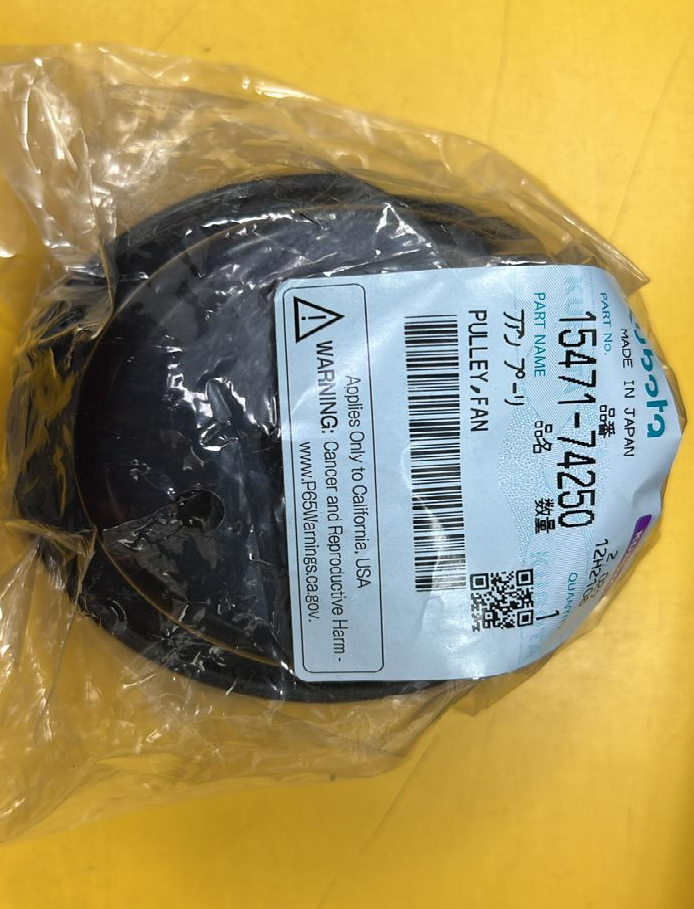 Kubota
MADE IN JAPAN
PART No. 品番
15471-74250
PART NAME 品名 数量 QUANTITY
ファン プーリ 1
PULLEY,FAN
WARNING: Cancer and Reproductive Harm -
www.P65Warnings.ca.gov.
Applies Only to California, USA